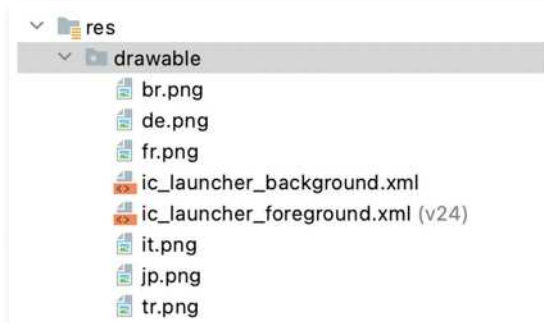 res
drawable
br.png
de.png
fr.png
ic_launcher_background.xml
ic_launcher_foreground.xml (v24)
it.png
jp.png
tr.png